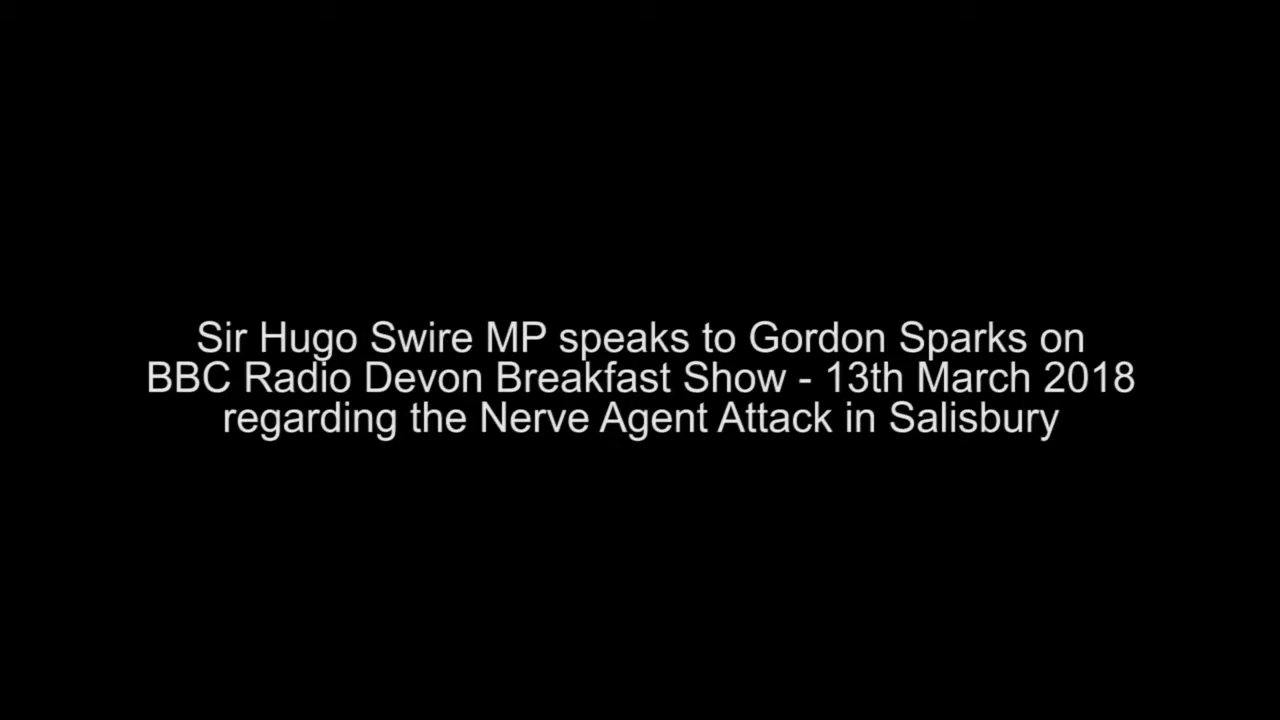 Sir Hugo Swire MP speaks to Gordon Sparks on
BBC Radio Devon Breakfast Show - 13th March 2018
regarding the Nerve Agent Attack in Salisbury